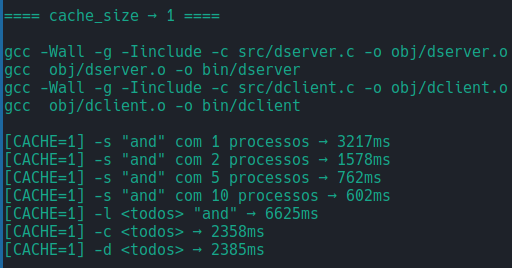 ==== cache_size → 1 ====
gcc -Wall -g -Iinclude -c src/dserver.c -o obj/dserver.o
gcc  obj/dserver.o -o bin/dserver
gcc -Wall -g -Iinclude -c src/dclient.c -o obj/dclient.o
gcc  obj/dclient.o -o bin/dclient
[CACHE=1] -s "and" com 1 processos → 3217ms
[CACHE=1] -s "and" com 2 processos → 1578ms
[CACHE=1] -s "and" com 5 processos → 762ms
[CACHE=1] -s "and" com 10 processos → 602ms
[CACHE=1] -l <todos> "and" → 6625ms
[CACHE=1] -c <todos> → 2358ms
[CACHE=1] -d <todos> → 2385ms